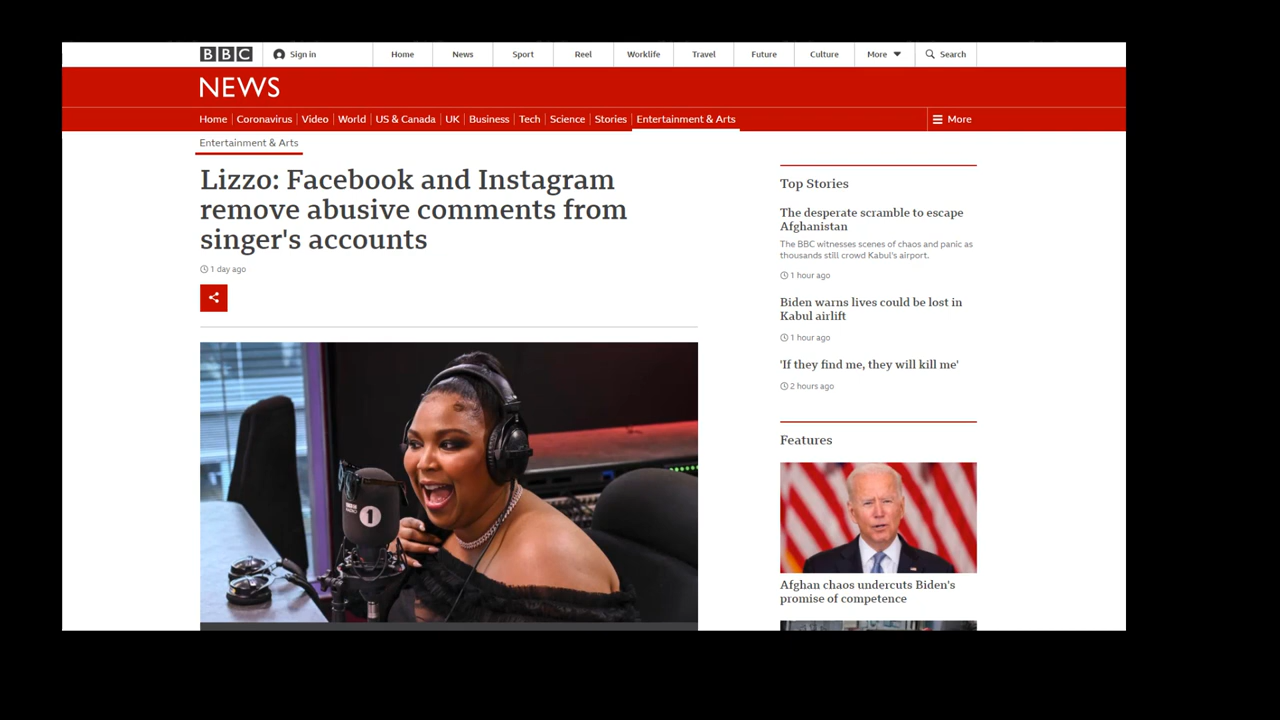 BBC
Sign in
Home
News
Sport
Reel
Worklife
Travel
Future
Culture
More
Search
NEWS
Home
Coronavirus
Video
World
US & Canada
UK
Business
Tech
Science
Stories
Entertainment & Arts
More
Entertainment & Arts
Lizzo: Facebook and Instagram
remove abusive comments from
singer's accounts
1 day ago
BBC
RADIO
1
Top Stories
The desperate scramble to escape
Afghanistan
The BBC witnesses scenes of chaos and panic as
thousands still crowd Kabul's airport.
1 hour ago
Biden warns lives could be lost in
Kabul airlift
1 hour ago
'If they find me, they will kill me'
2 hours ago
Features
Afghan chaos undercuts Biden's
promise of competence